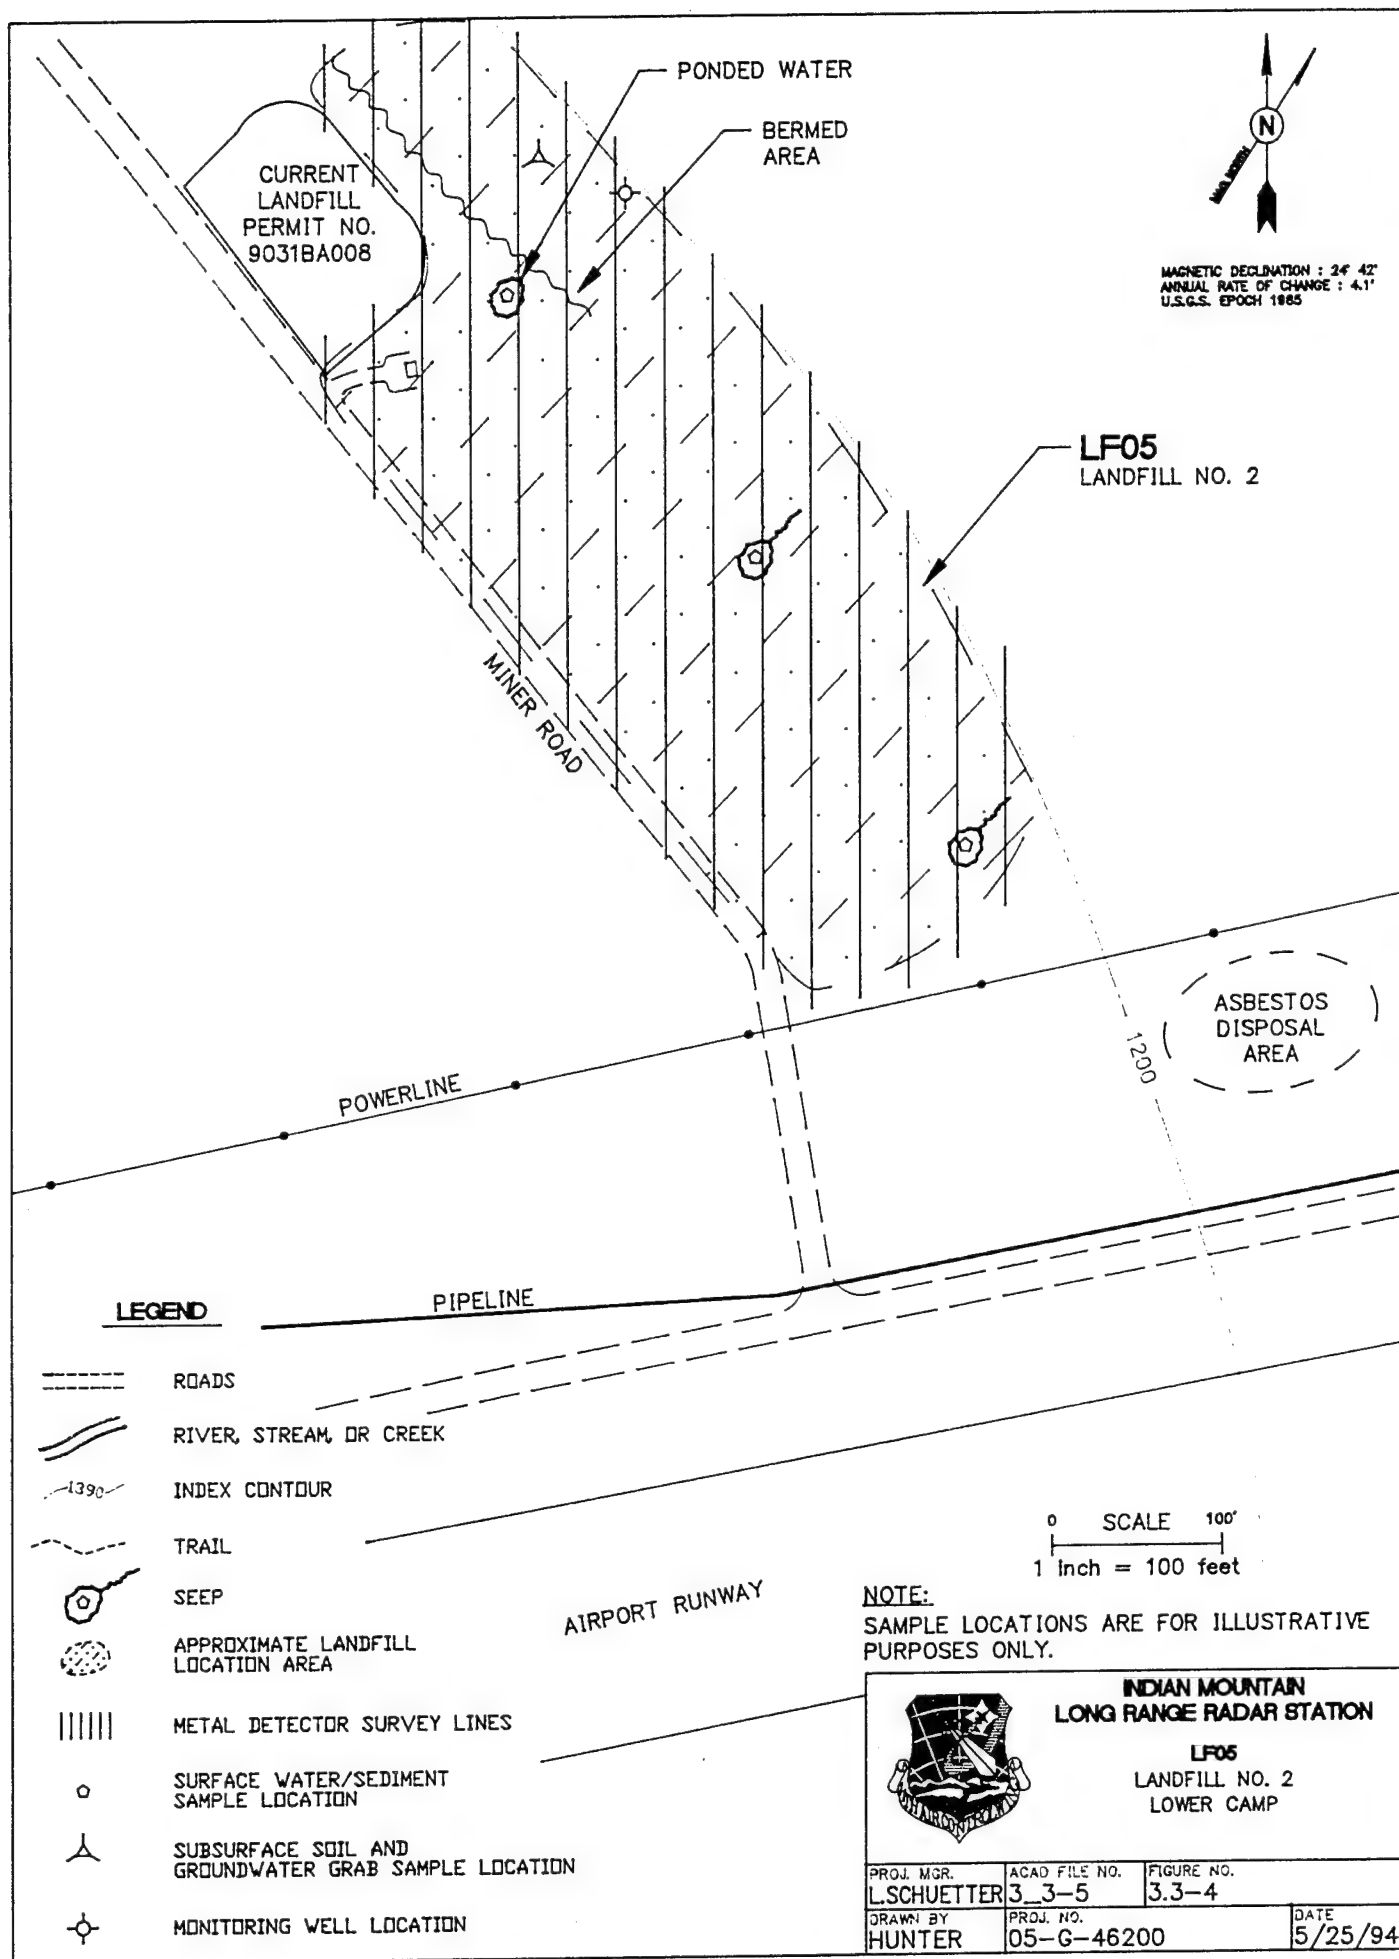 PONDED WATER
BERMED
AREA
CURRENT
LANDFILL
PERMIT NO.
9031BA008
N
MAG. NORTH
MAGNETIC DECLINATION : 24° 42'
ANNUAL RATE OF CHANGE : 4.1'
U.S.G.S. EPOCH 1985
LF05
LANDFILL NO. 2
MINER ROAD
ASBESTOS
DISPOSAL
AREA
1200
POWERLINE
PIPELINE
LEGEND
ROADS
RIVER, STREAM, OR CREEK
1390
INDEX CONTOUR
TRAIL
SEEP
APPROXIMATE LANDFILL
LOCATION AREA
METAL DETECTOR SURVEY LINES
SURFACE WATER/SEDIMENT
SAMPLE LOCATION
SUBSURFACE SOIL AND
GROUNDWATER GRAB SAMPLE LOCATION
MONITORING WELL LOCATION
AIRPORT RUNWAY
0 SCALE 100'
1 inch = 100 feet
NOTE:
SAMPLE LOCATIONS ARE FOR ILLUSTRATIVE
PURPOSES ONLY.
INDIAN MOUNTAIN
LONG RANGE RADAR STATION
LF05
LANDFILL NO. 2
LOWER CAMP
PROJ. MGR. ACAD FILE NO. FIGURE NO.
L.SCHUETTER 3_3-5 3.3-4
DRAWN BY PROJ. NO. DATE
HUNTER 05-G-46200 5/25/94